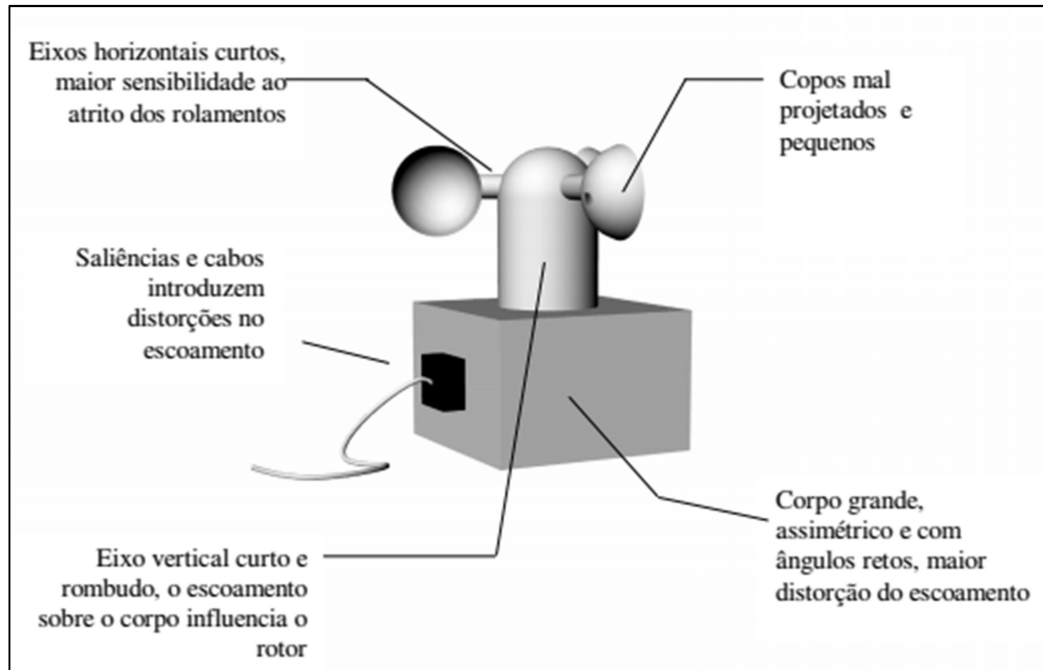 Eixos horizontais curtos,
maior sensibilidade ao
atrito dos rolamentos
Copos mal
projetados e
pequenos
Saliências e cabos
introduzem
distorções no
escoamento
Corpo grande,
assimétrico e com
ângulos retos, maior
distorção do escoamento
Eixo vertical curto e
rombudo, o escoamento
sobre o corpo influencia o
rotor